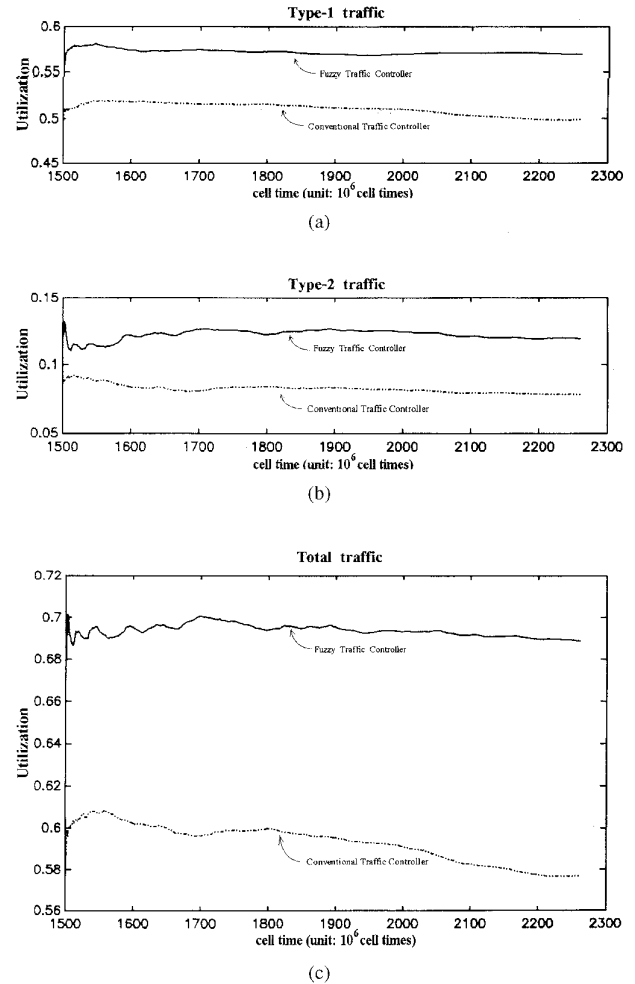 Type-1 traffic
0.6
0.55
0.5
0.45
Utilization
Fuzzy Traffic Controller
Conventional Traffic Controller
1500 1600 1700 1800 1900 2000 2100 2200 2300
cell time (unit: 10^6 cell times)
(a)
Type-2 traffic
0.15
0.1
0.05
Utilization
Fuzzy Traffic Controller
Conventional Traffic Controller
1500 1600 1700 1800 1900 2000 2100 2200 2300
cell time (unit: 10^6 cell times)
(b)
Total traffic
0.72
0.7
0.68
0.66
0.64
0.62
0.6
0.58
0.56
Utilization
Fuzzy Traffic Controller
Conventional Traffic Controller
1500 1600 1700 1800 1900 2000 2100 2200 2300
cell time (unit: 10^6 cell times)
(c)